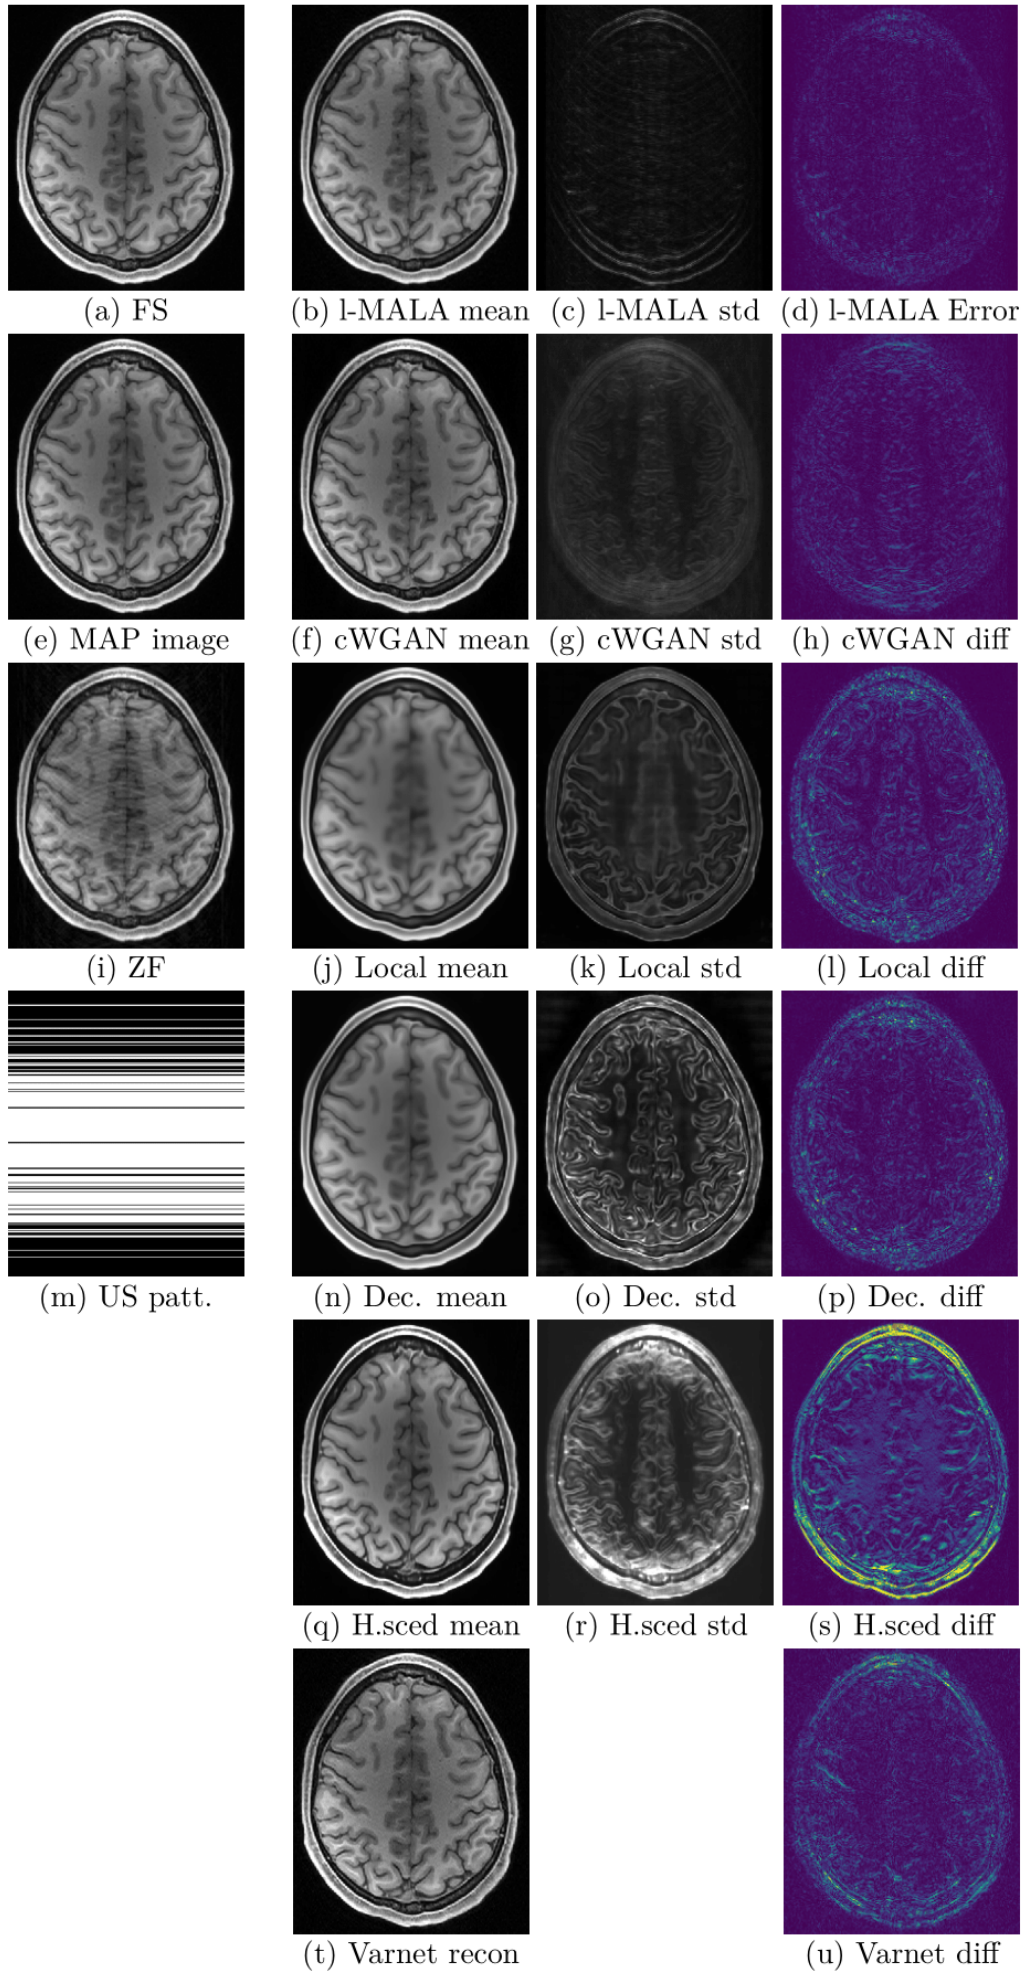 (a) FS
(b) l-MALA mean
(c) l-MALA std
(d) l-MALA Error
(e) MAP image
(f) cWGAN mean
(g) cWGAN std
(h) cWGAN diff
(i) ZF
(j) Local mean
(k) Local std
(l) Local diff
(m) US patt.
(n) Dec. mean
(o) Dec. std
(p) Dec. diff
(q) H.sced mean
(r) H.sced std
(s) H.sced diff
(t) Varnet recon
(u) Varnet diff